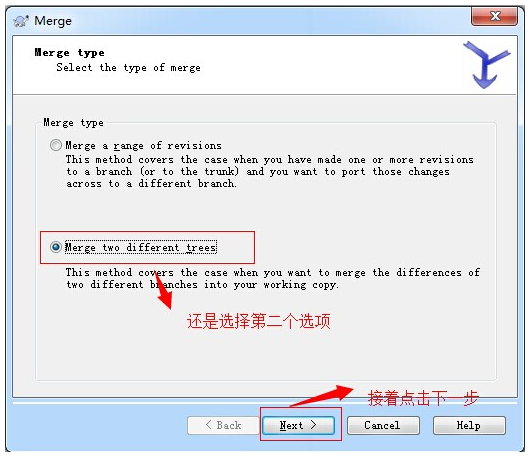 Merge
Merge type
Select the type of merge
Merge type
Merge a range of revisions
This method covers the case when you have made one or more revisions
to a branch (or to the trunk) and you want to port those changes
across to a different branch.
Merge two different trees
This method covers the case when you want to merge the differences of
two different branches into your working copy.
还是选择第二个选项
接着点击下一步
< Back
Next >
Cancel
Help